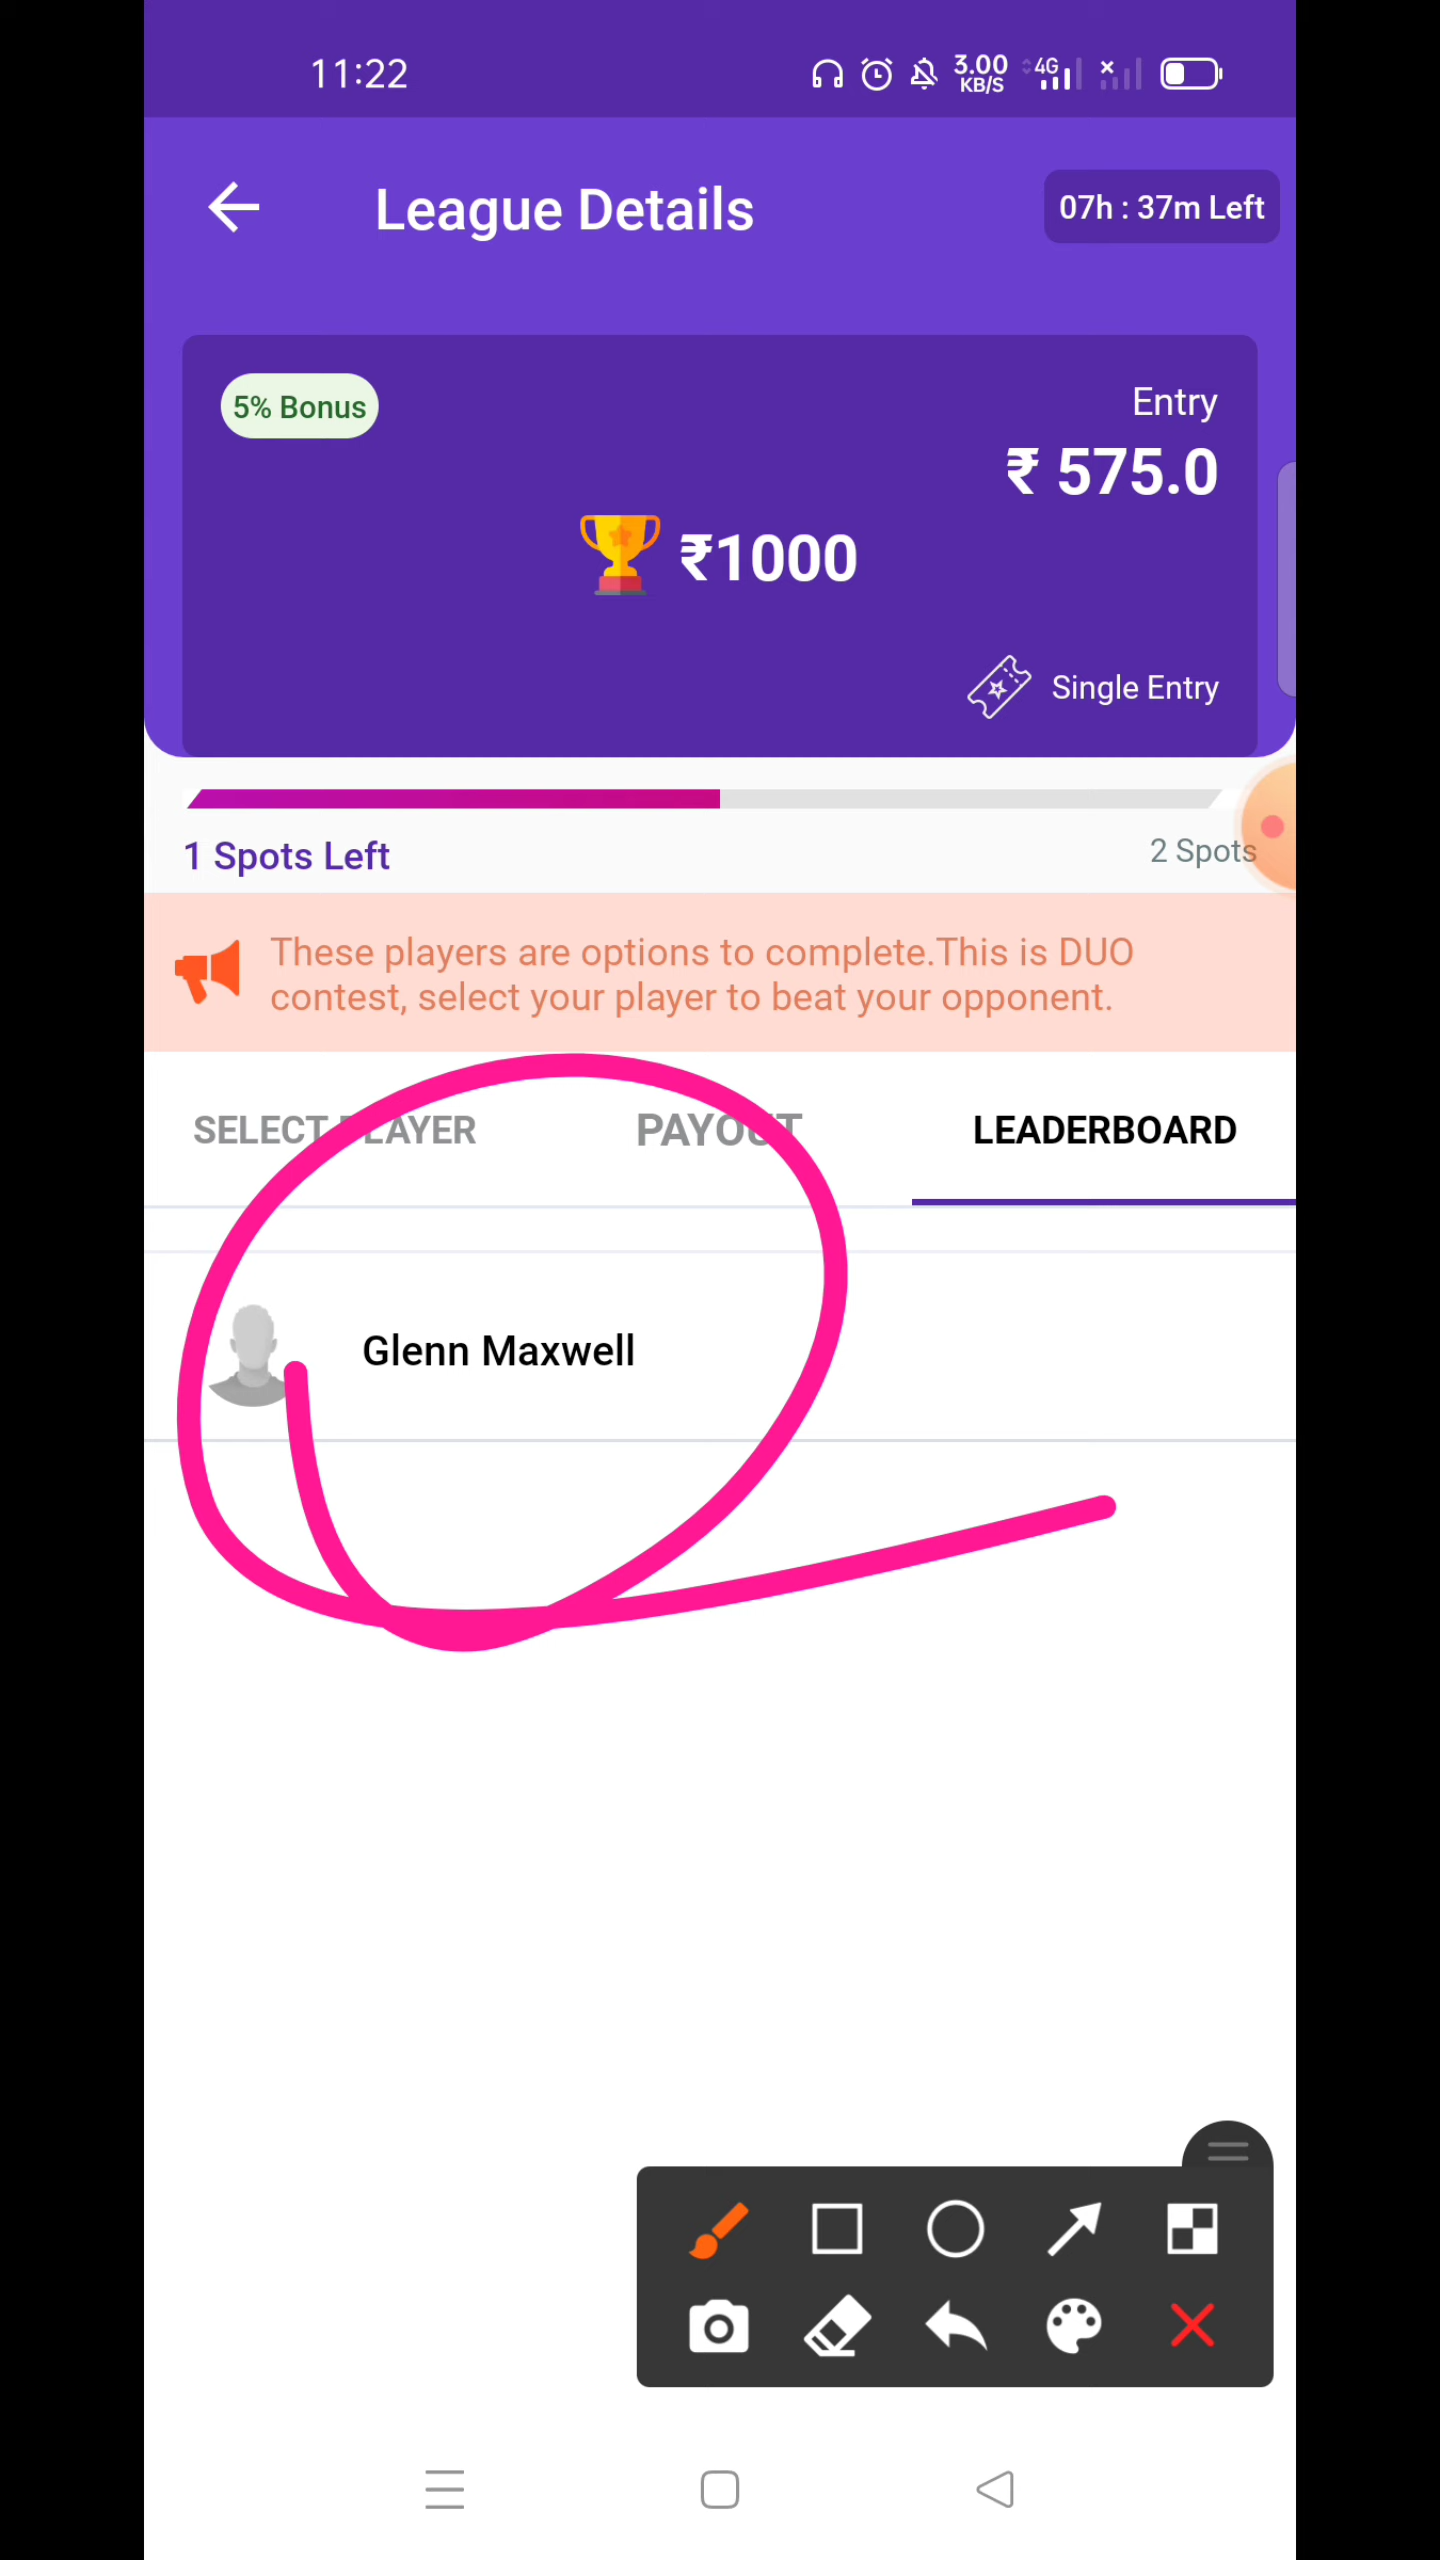 11:22
3.00
KB/S
4G
League Details
07h : 37m Left
5% Bonus
Entry
₹ 575.0
₹1000
Single Entry
1 Spots Left
2 Spots
These players are options to complete.This is DUO
contest, select your player to beat your opponent.
SELECT PLAYER
PAYOUT
LEADERBOARD
Glenn Maxwell